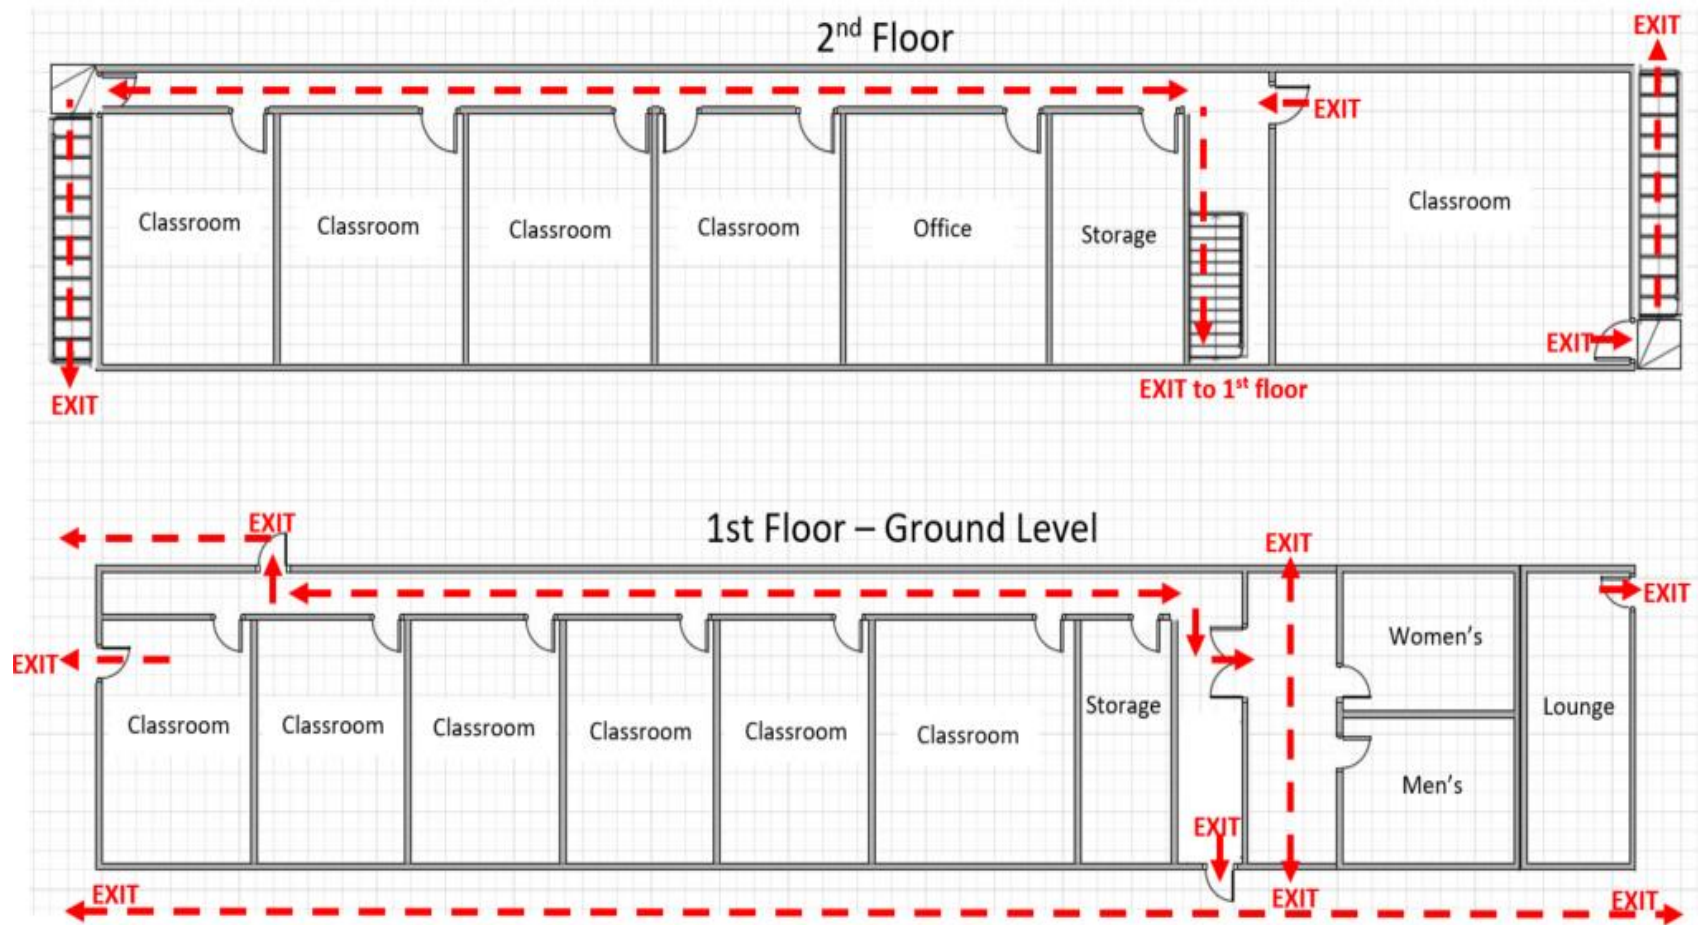 EXIT
2nd Floor
EXIT
Classroom
Classroom
Classroom
Classroom
Office
Storage
Classroom
EXIT
EXIT
EXIT to 1st floor
EXIT
1st Floor – Ground Level
EXIT
EXIT
EXIT
EXIT
Women's
Classroom
Classroom
Classroom
Classroom
Classroom
Classroom
Storage
Lounge
Men's
EXIT
EXIT
EXIT
EXIT